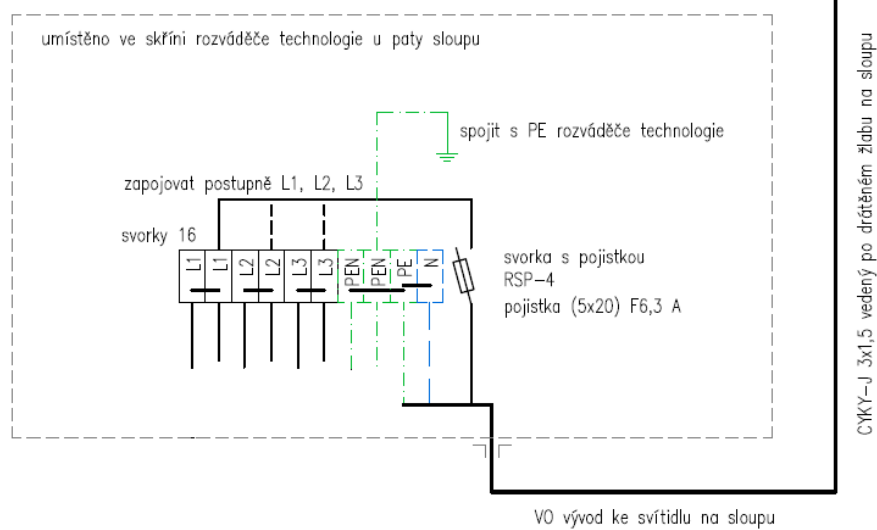 umístěno ve skříni rozváděče technologie u paty sloupu
spojit s PE rozváděče technologie
zapojovat postupně L1, L2, L3
svorky 16
L1 L1 L2 L2 L3 L3 PEN PEN PE N
svorka s pojistkou
RSP-4
pojistka (5x20) F6,3 A
CYKY-J 3x1,5 vedený po drátěném žlabu na sloupu
VO vývod ke svítidlu na sloupu